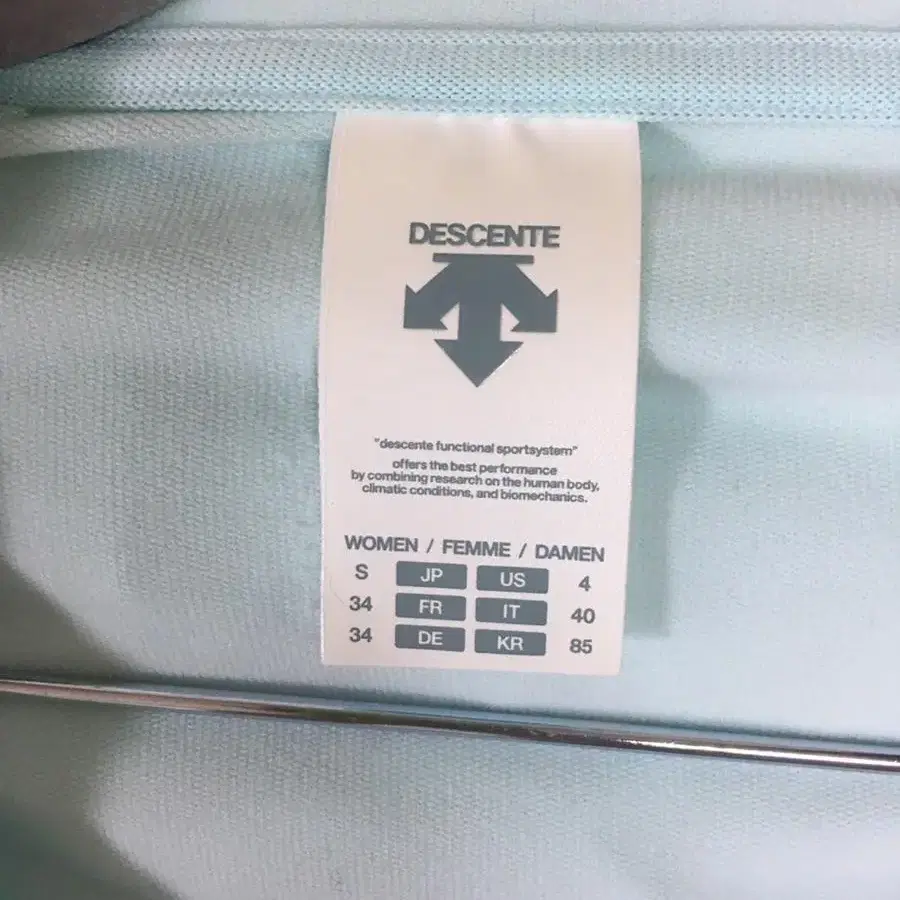 DESCENTE
"descente functional sportsystem"
offers the best performance
by combining research on the human body,
climatic conditions, and biomechanics.
WOMEN / FEMME / DAMEN
S JP US 4
34 FR IT 40
34 DE KR 85